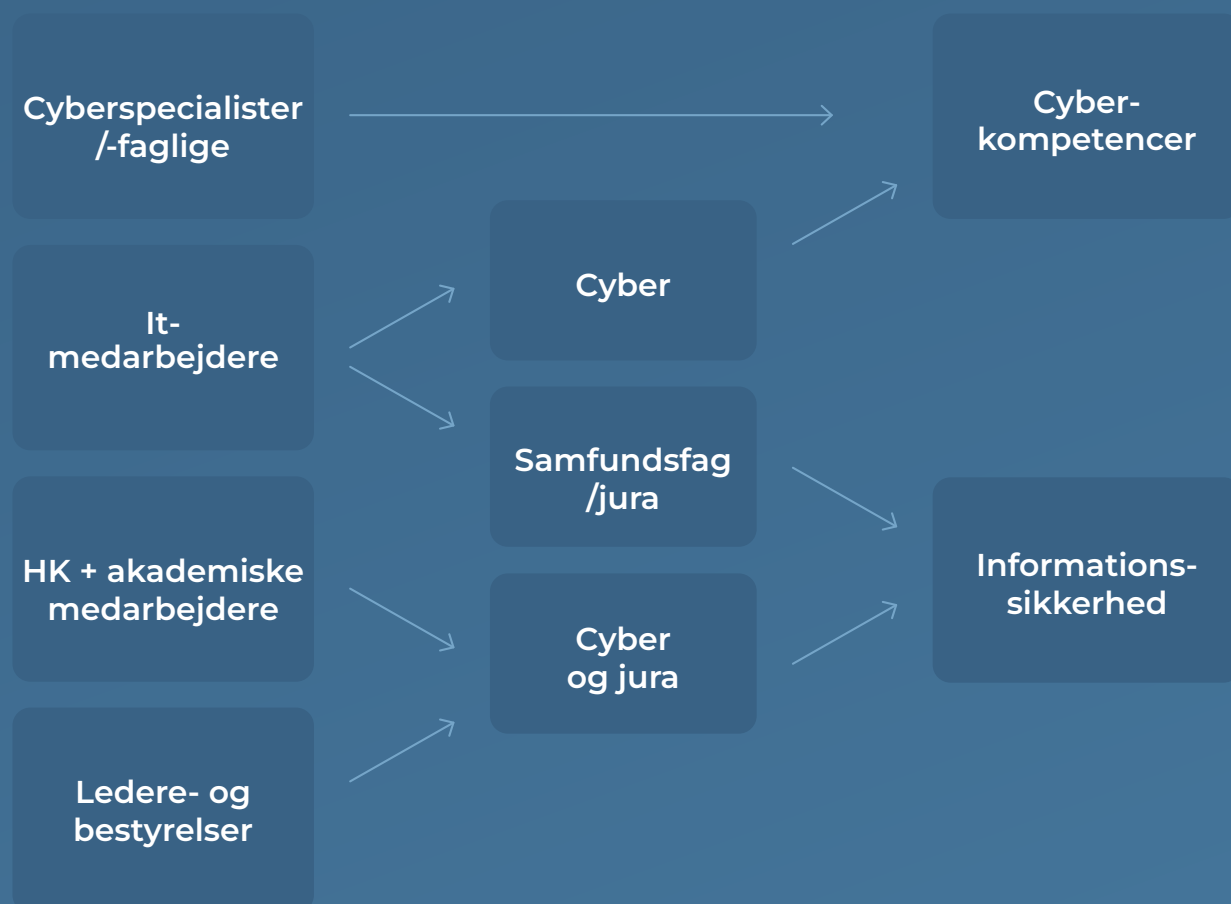 Cyberspecialister
/-faglige
It-
medarbejdere
HK + akademiske
medarbejdere
Ledere- og
bestyrelser
Cyber
Samfundsfag
/jura
Cyber
og jura
Cyber-
kompetencer
Informations-
sikkerhed